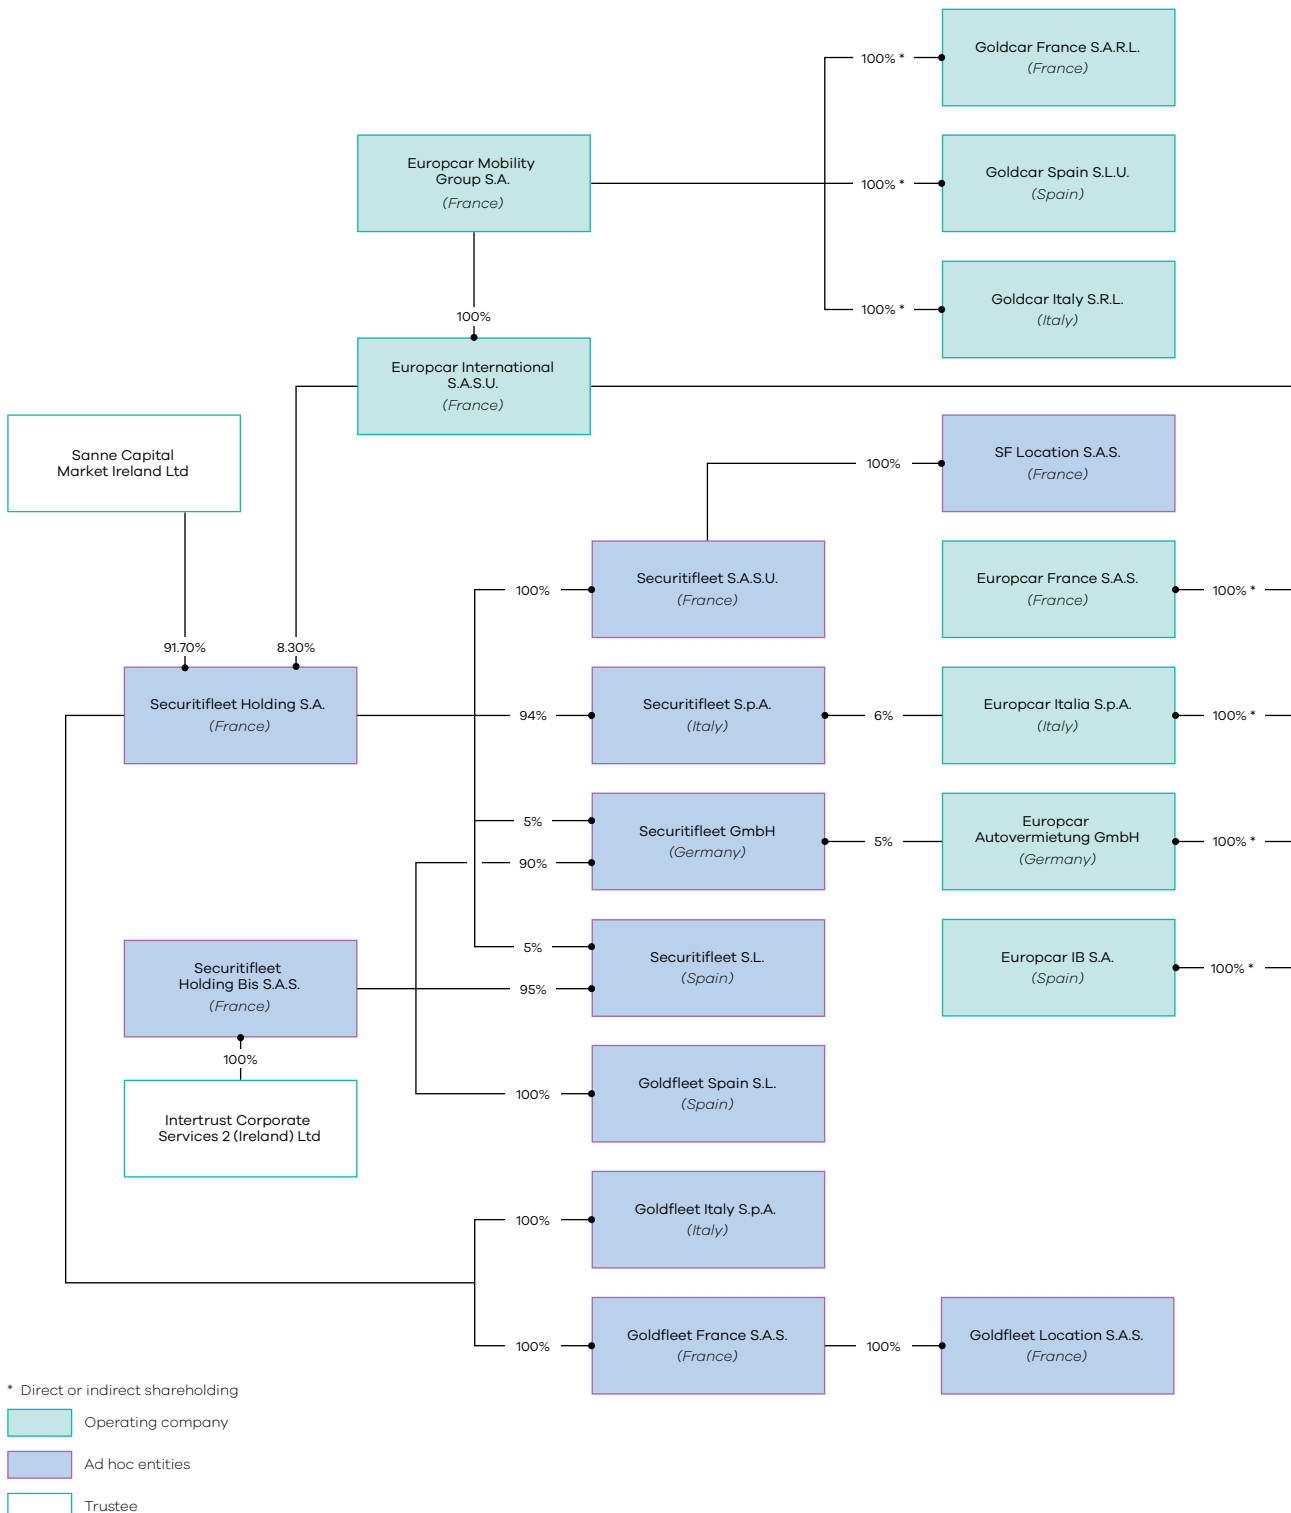 Goldcar France S.A.R.L.
(France)
100% *
Europcar Mobility
Group S.A.
(France)
Goldcar Spain S.L.U.
(Spain)
100% *
Goldcar Italy S.R.L.
(Italy)
100% *
100%
Europcar International
S.A.S.U.
(France)
Sanne Capital
Market Ireland Ltd
SF Location S.A.S.
(France)
100%
Securitifleet S.A.S.U.
(France)
100%
Europcar France S.A.S.
(France)
100% *
91.70%
8.30%
Securitifleet Holding S.A.
(France)
94%
Securitifleet S.p.A.
(Italy)
6%
Europcar Italia S.p.A.
(Italy)
100% *
5%
90%
Securitifleet GmbH
(Germany)
5%
Europcar
Autovermietung GmbH
(Germany)
100% *
Securitifleet
Holding Bis S.A.S.
(France)
5%
95%
Securitifleet S.L.
(Spain)
Europcar IB S.A.
(Spain)
100% *
100%
Intertrust Corporate
Services 2 (Ireland) Ltd
100%
Goldfleet Spain S.L.
(Spain)
100%
Goldfleet Italy S.p.A.
(Italy)
100%
Goldfleet France S.A.S.
(France)
100%
Goldfleet Location S.A.S.
(France)
* Direct or indirect shareholding
Operating company
Ad hoc entities
Trustee